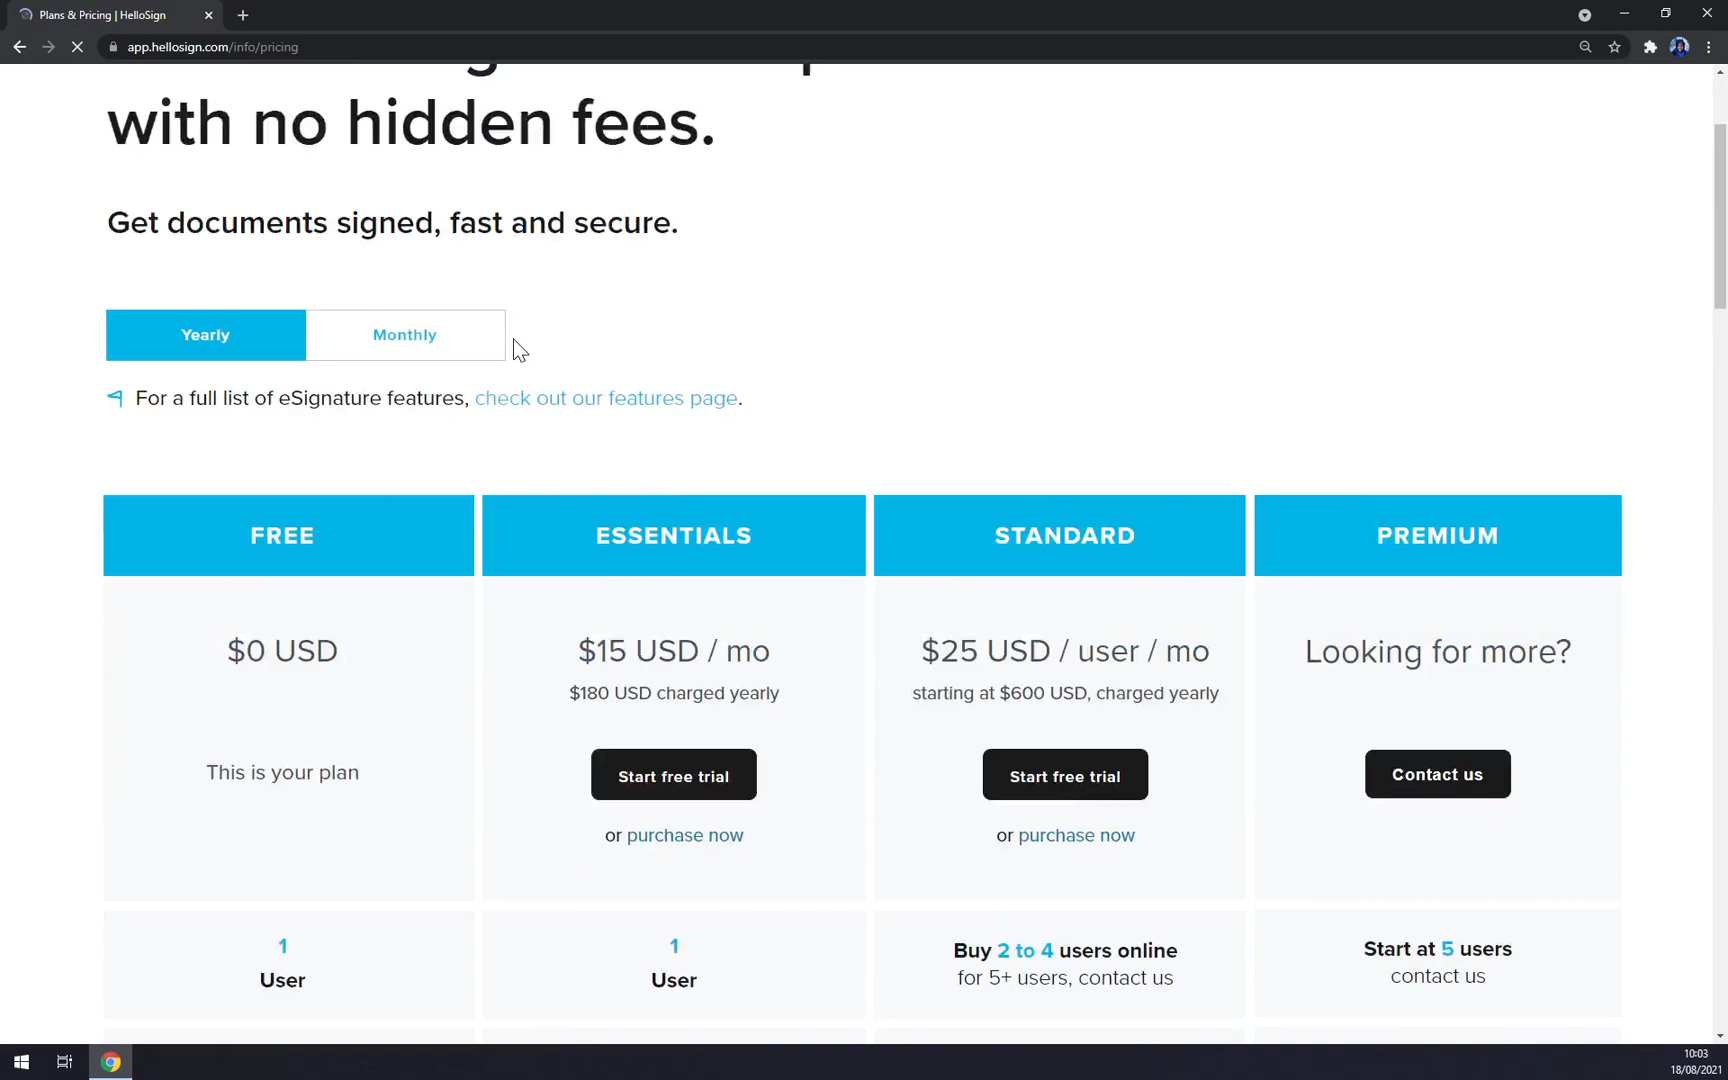 Plans & Pricing | HelloSign
app.hellosign.com/info/pricing
with no hidden fees.
Get documents signed, fast and secure.
Yearly
Monthly
For a full list of eSignature features, check out our features page.
FREE
ESSENTIALS
STANDARD
PREMIUM
$0 USD
$15 USD / mo
$25 USD / user / mo
Looking for more?
$180 USD charged yearly
starting at $600 USD, charged yearly
This is your plan
Start free trial
Start free trial
Contact us
or purchase now
or purchase now
1
User
1
User
Buy 2 to 4 users online
for 5+ users, contact us
Start at 5 users
contact us
10:03
18/08/2021